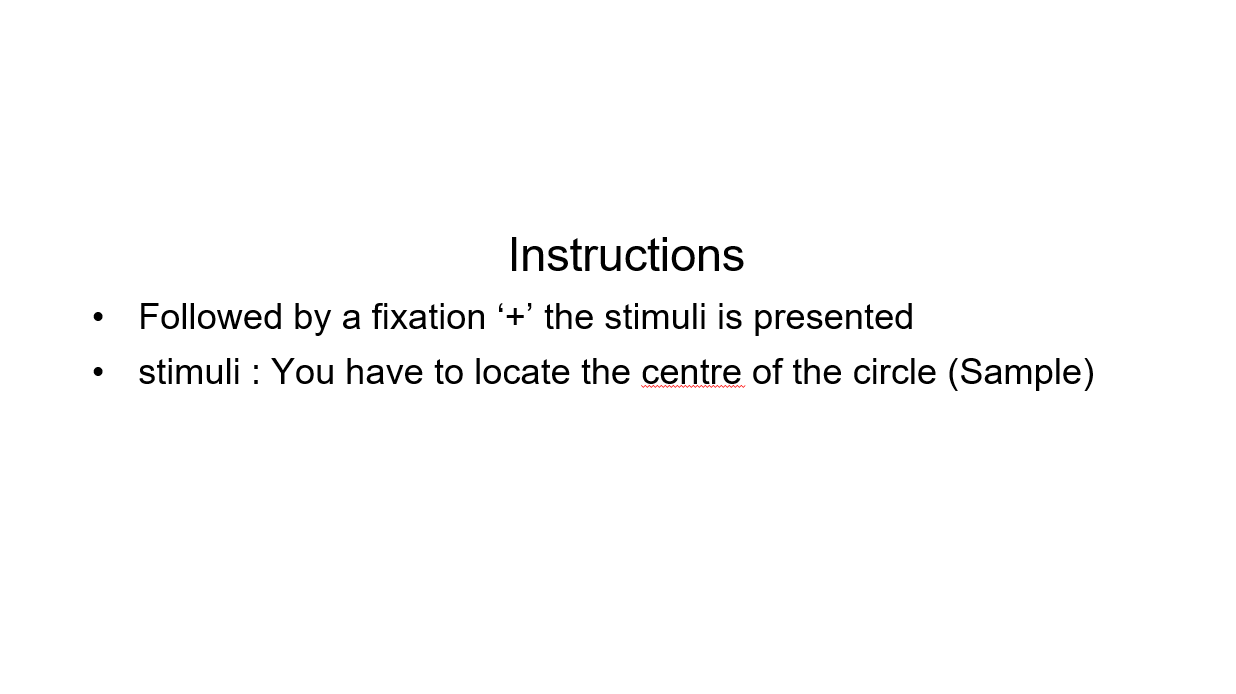 Instructions
• Followed by a fixation ‘+’ the stimuli is presented
• stimuli : You have to locate the centre of the circle (Sample)